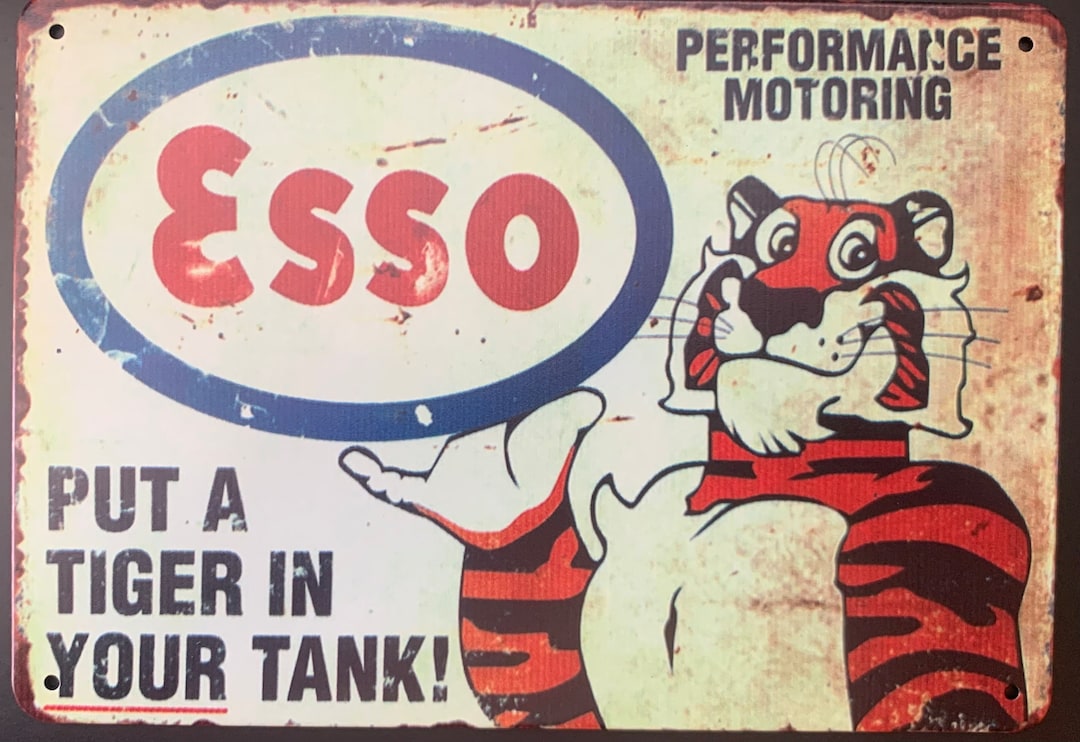 Esso
PERFORMANCE
MOTORING
PUT A
TIGER IN
YOUR TANK!